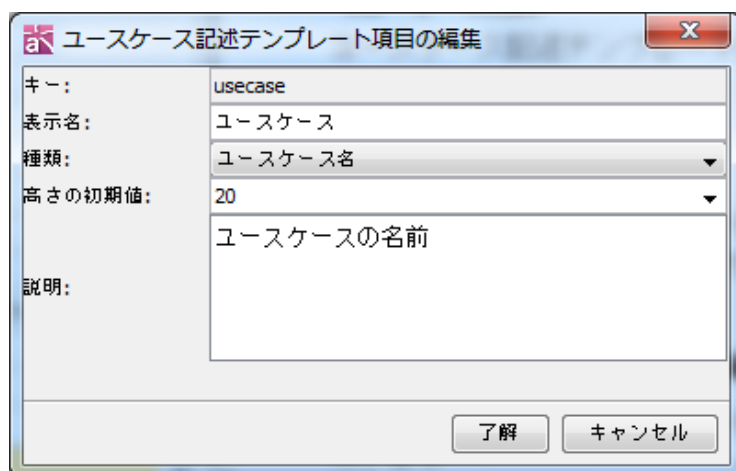 ユースケース記述テンプレート項目の編集
キー: usecase
表示名: ユースケース
種類: ユースケース名
高さの初期値: 20
ユースケースの名前
説明:
了解 キャンセル